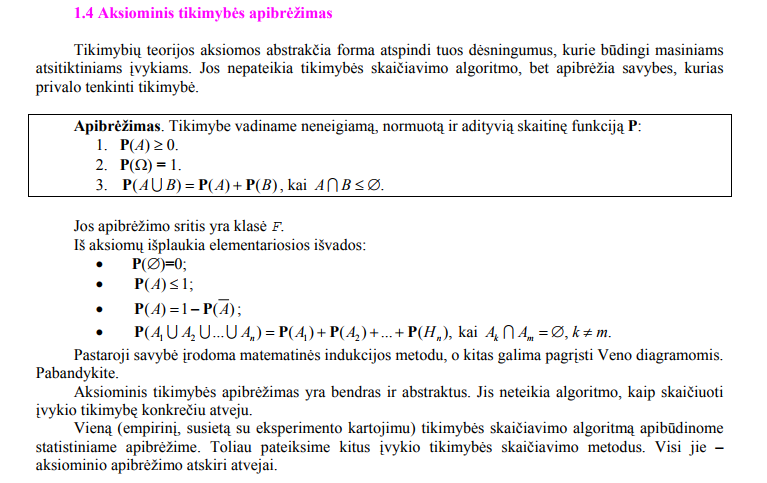 1.4 Aksiominis tikimybės apibrėžimas
Tikimybių teorijos aksiomos abstrakčia forma atspindi tuos dėsningumus, kurie būdingi masiniams
atsitiktiniams įvykiams. Jos nepateikia tikimybės skaičiavimo algoritmo, bet apibrėžia savybes, kurias
privalo tenkinti tikimybė.
Apibrėžimas. Tikimybe vadiname neneigiamą, normuotą ir adityvią skaitinę funkciją P:
1. P(A) ≥ 0.
2. P(Ω) = 1.
3. P(A ⋃ B) = P(A) + P(B), kai A ⋂ B ≤ ∅.
Jos apibrėžimo sritis yra klasė F.
Iš aksiomų išplaukia elementariosios išvados:
• P(∅)=0;
• P(A) ≤ 1;
• P(A) = 1 − P(A̅);
• P(A₁ ⋃ A₂ ⋃ ... ⋃ Aₙ) = P(A₁) + P(A₂) + ... + P(Hₙ), kai Aₖ ⋂ Aₘ = ∅, k ≠ m.
Pastaroji savybė įrodoma matematinės indukcijos metodu, o kitas galima pagrįsti Veno diagramomis.
Pabandykite.
Aksiominis tikimybės apibrėžimas yra bendras ir abstraktus. Jis neteikia algoritmo, kaip skaičiuoti
įvykio tikimybę konkrečiu atveju.
Vieną (empirinį, susietą su eksperimento kartojimu) tikimybės skaičiavimo algoritmą apibūdinome
statistiniame apibrėžime. Toliau pateiksime kitus įvykio tikimybės skaičiavimo metodus. Visi jie –
aksiominio apibrėžimo atskiri atvejai.